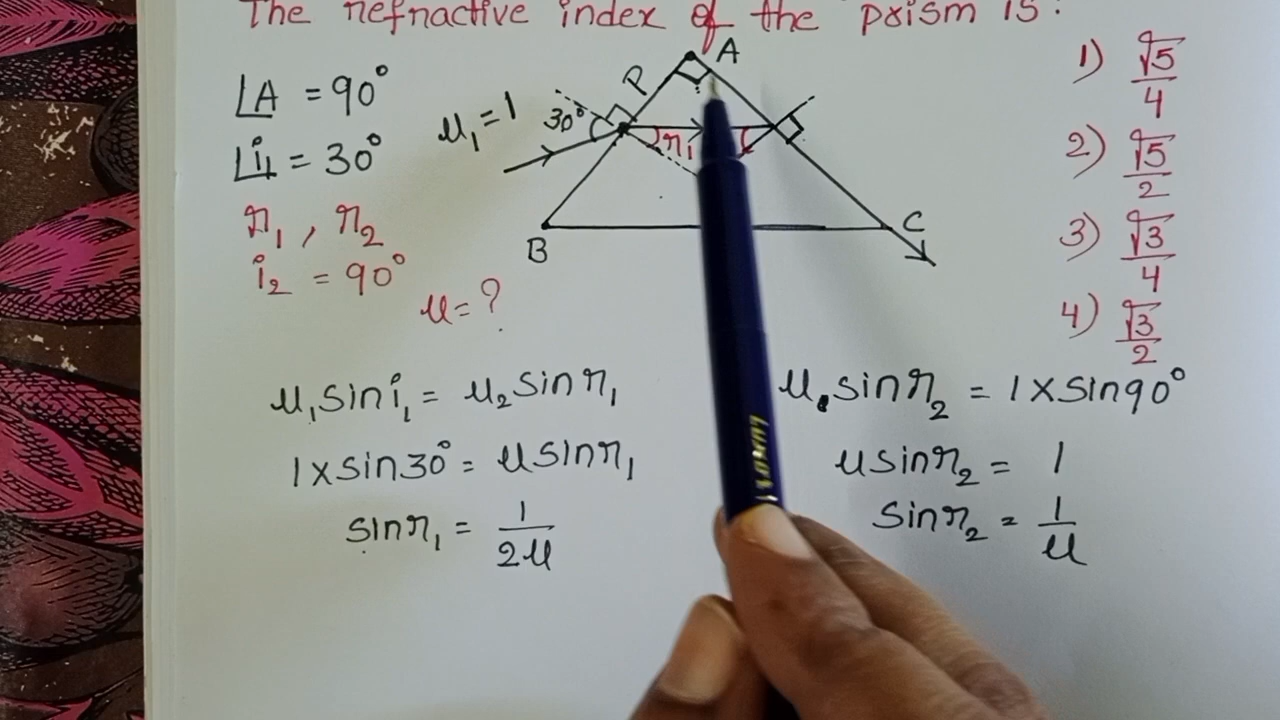 The refractive index of the prism is:
∠A = 90°
∠i₁ = 30°
r₁, r₂
i₂ = 90°
μ = ?
μ₁ = 1
30°
P
A
r₁
B
C
1) √5/4
2) √5/2
3) √3/4
4) √3/2
μ₁ sin i₁ = μ₂ sin r₁
1 × sin 30° = μ sin r₁
sin r₁ = 1/2μ
μ sin r₂ = 1 × sin 90°
μ sin r₂ = 1
sin r₂ = 1/μ